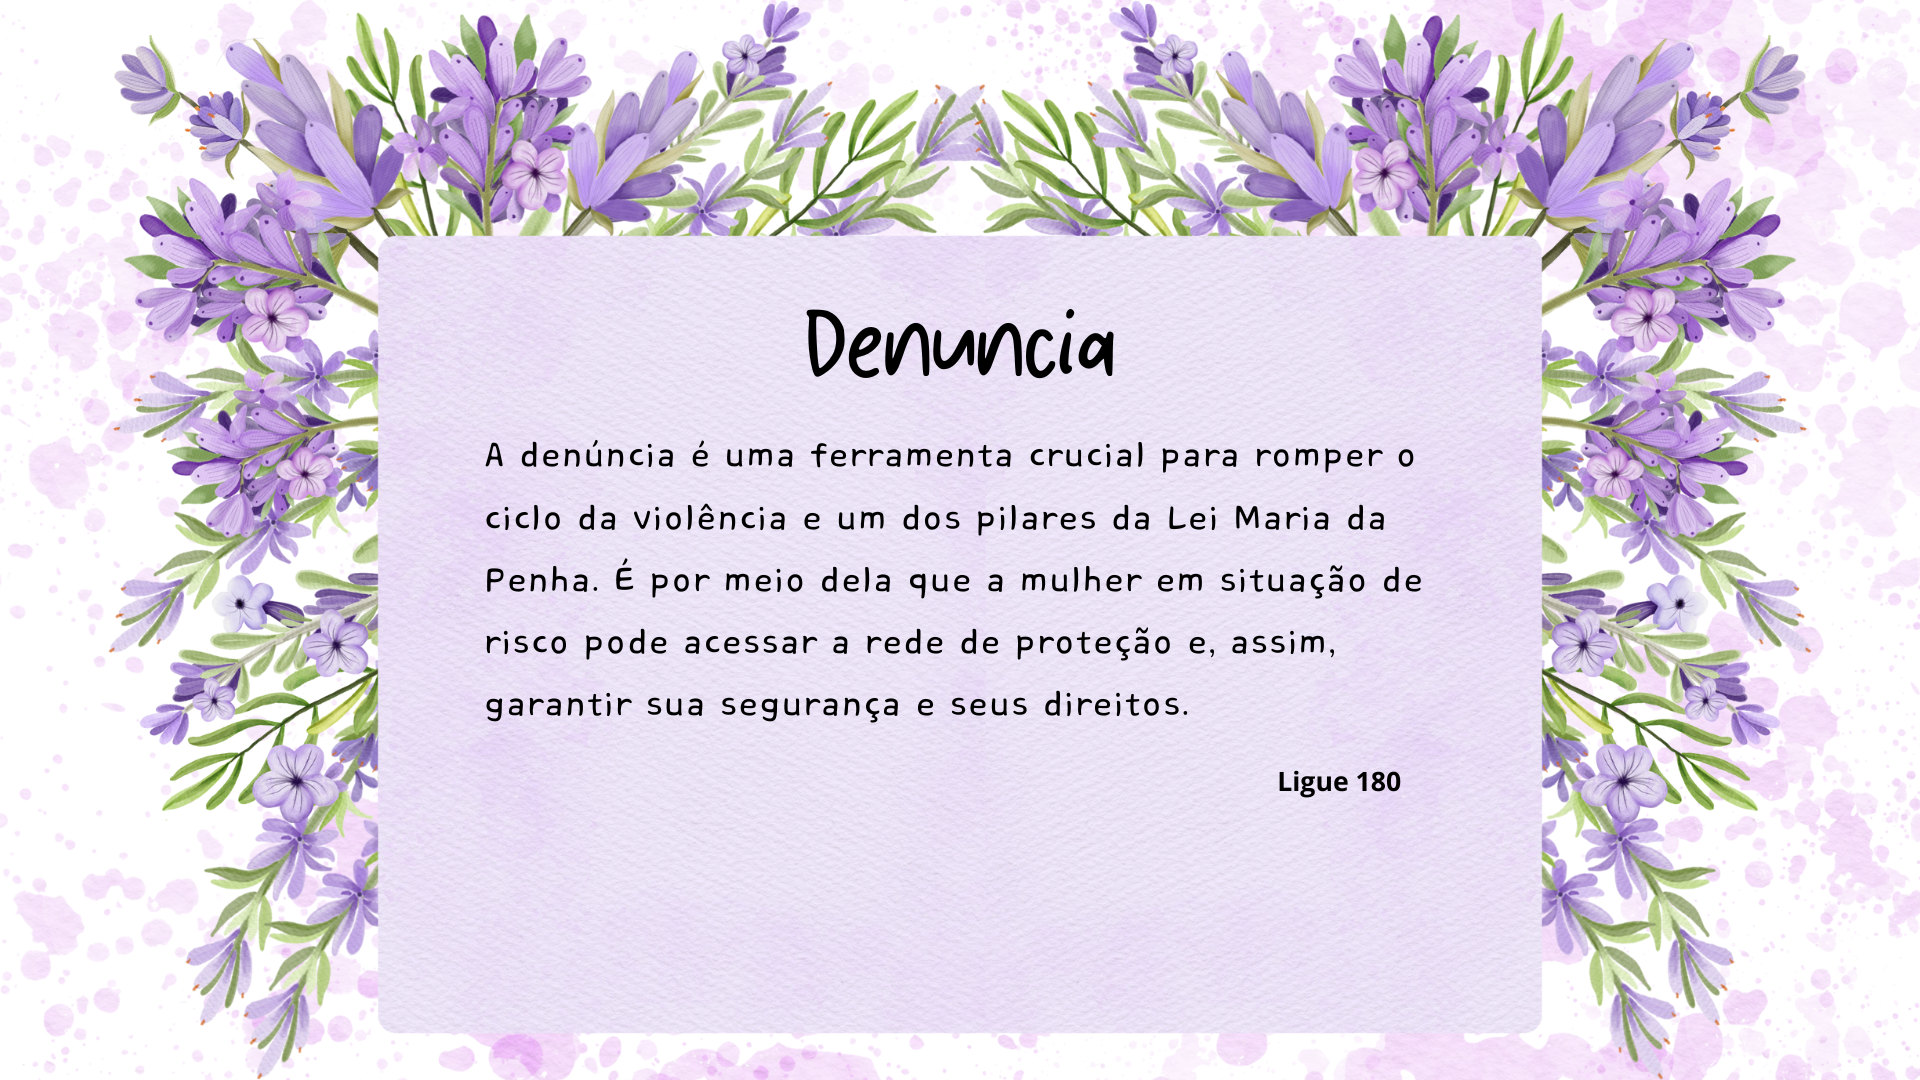 Denuncia
A denúncia é uma ferramenta crucial para romper o
ciclo da violência e um dos pilares da Lei Maria da
Penha. É por meio dela que a mulher em situação de
risco pode acessar a rede de proteção e, assim,
garantir sua segurança e seus direitos.
Ligue 180